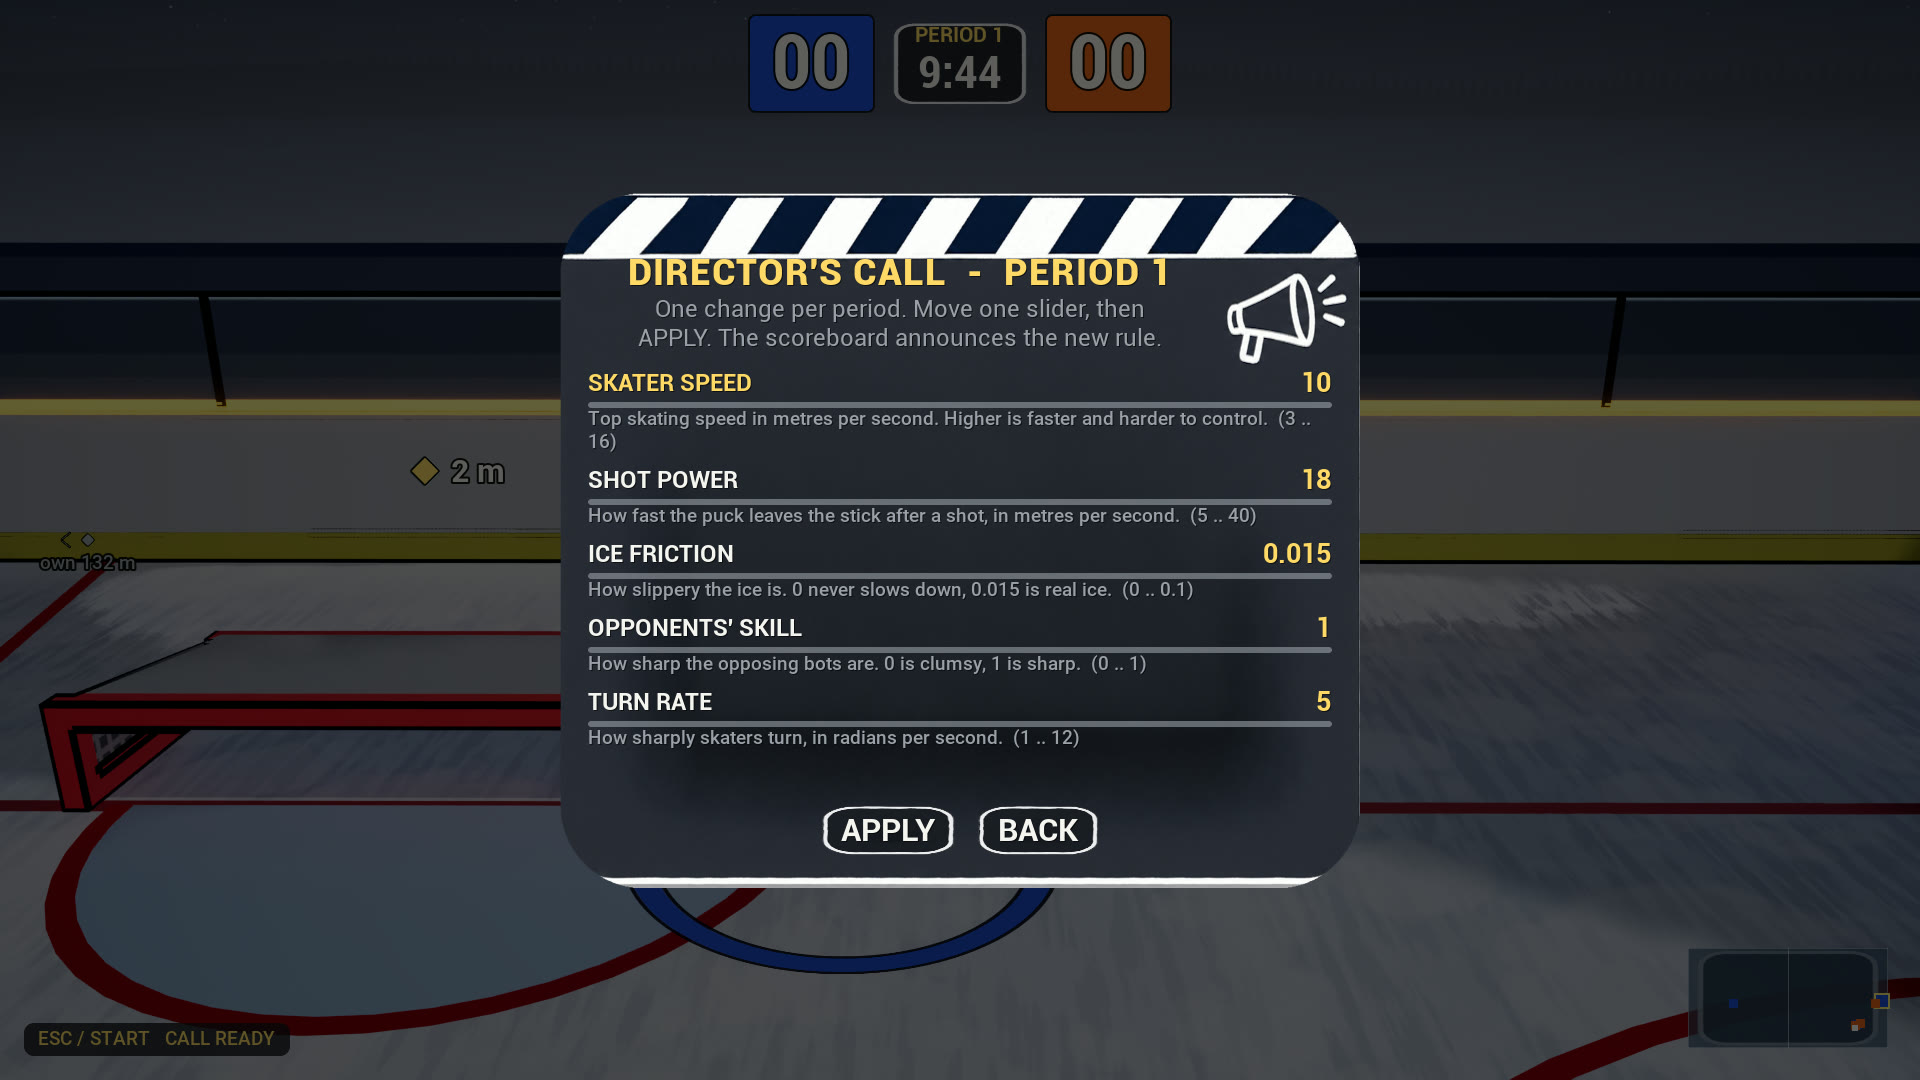 00
PERIOD 1
9:44
00
DIRECTOR'S CALL - PERIOD 1
One change per period. Move one slider, then
APPLY. The scoreboard announces the new rule.
SKATER SPEED 10
Top skating speed in metres per second. Higher is faster and harder to control. (3 ..
16)
SHOT POWER 18
How fast the puck leaves the stick after a shot, in metres per second. (5 .. 40)
ICE FRICTION 0.015
How slippery the ice is. 0 never slows down, 0.015 is real ice. (0 .. 0.1)
OPPONENTS' SKILL 1
How sharp the opposing bots are. 0 is clumsy, 1 is sharp. (0 .. 1)
TURN RATE 5
How sharply skaters turn, in radians per second. (1 .. 12)
APPLY BACK
2 m
own 132 m
ESC / START CALL READY